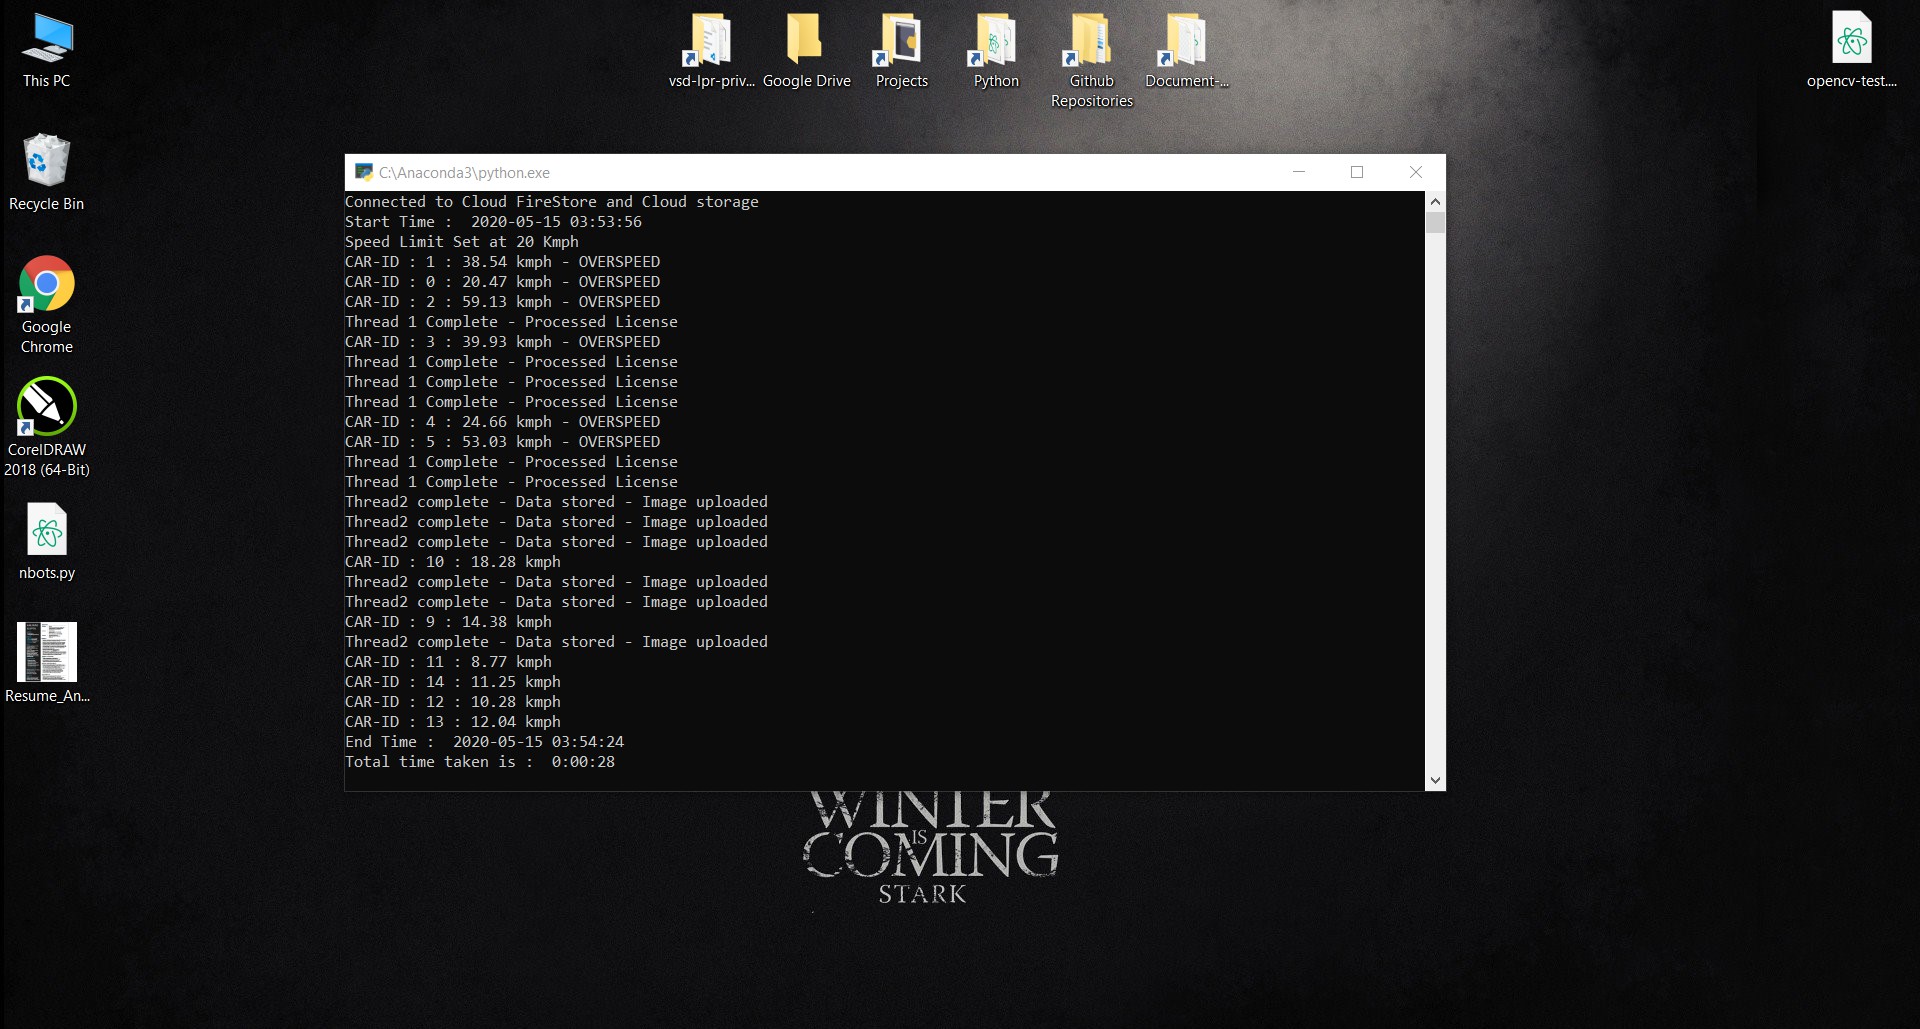 This PC
Recycle Bin
Google
Chrome
CorelDRAW
2018 (64-Bit)
nbots.py
Resume_An...
vsd-lpr-priv...
Google Drive
Projects
Python
Github
Repositories
Document-...
opencv-test....
C:\Anaconda3\python.exe
Connected to Cloud FireStore and Cloud storage
Start Time :  2020-05-15 03:53:56
Speed Limit Set at 20 Kmph
CAR-ID : 1 : 38.54 kmph - OVERSPEED
CAR-ID : 0 : 20.47 kmph - OVERSPEED
CAR-ID : 2 : 59.13 kmph - OVERSPEED
Thread 1 Complete - Processed License
CAR-ID : 3 : 39.93 kmph - OVERSPEED
Thread 1 Complete - Processed License
Thread 1 Complete - Processed License
Thread 1 Complete - Processed License
CAR-ID : 4 : 24.66 kmph - OVERSPEED
CAR-ID : 5 : 53.03 kmph - OVERSPEED
Thread 1 Complete - Processed License
Thread 1 Complete - Processed License
Thread2 complete - Data stored - Image uploaded
Thread2 complete - Data stored - Image uploaded
Thread2 complete - Data stored - Image uploaded
CAR-ID : 10 : 18.28 kmph
Thread2 complete - Data stored - Image uploaded
Thread2 complete - Data stored - Image uploaded
CAR-ID : 9 : 14.38 kmph
Thread2 complete - Data stored - Image uploaded
CAR-ID : 11 : 8.77 kmph
CAR-ID : 14 : 11.25 kmph
CAR-ID : 12 : 10.28 kmph
CAR-ID : 13 : 12.04 kmph
End Time :  2020-05-15 03:54:24
Total time taken is :  0:00:28
WINTER
IS
COMING
STARK